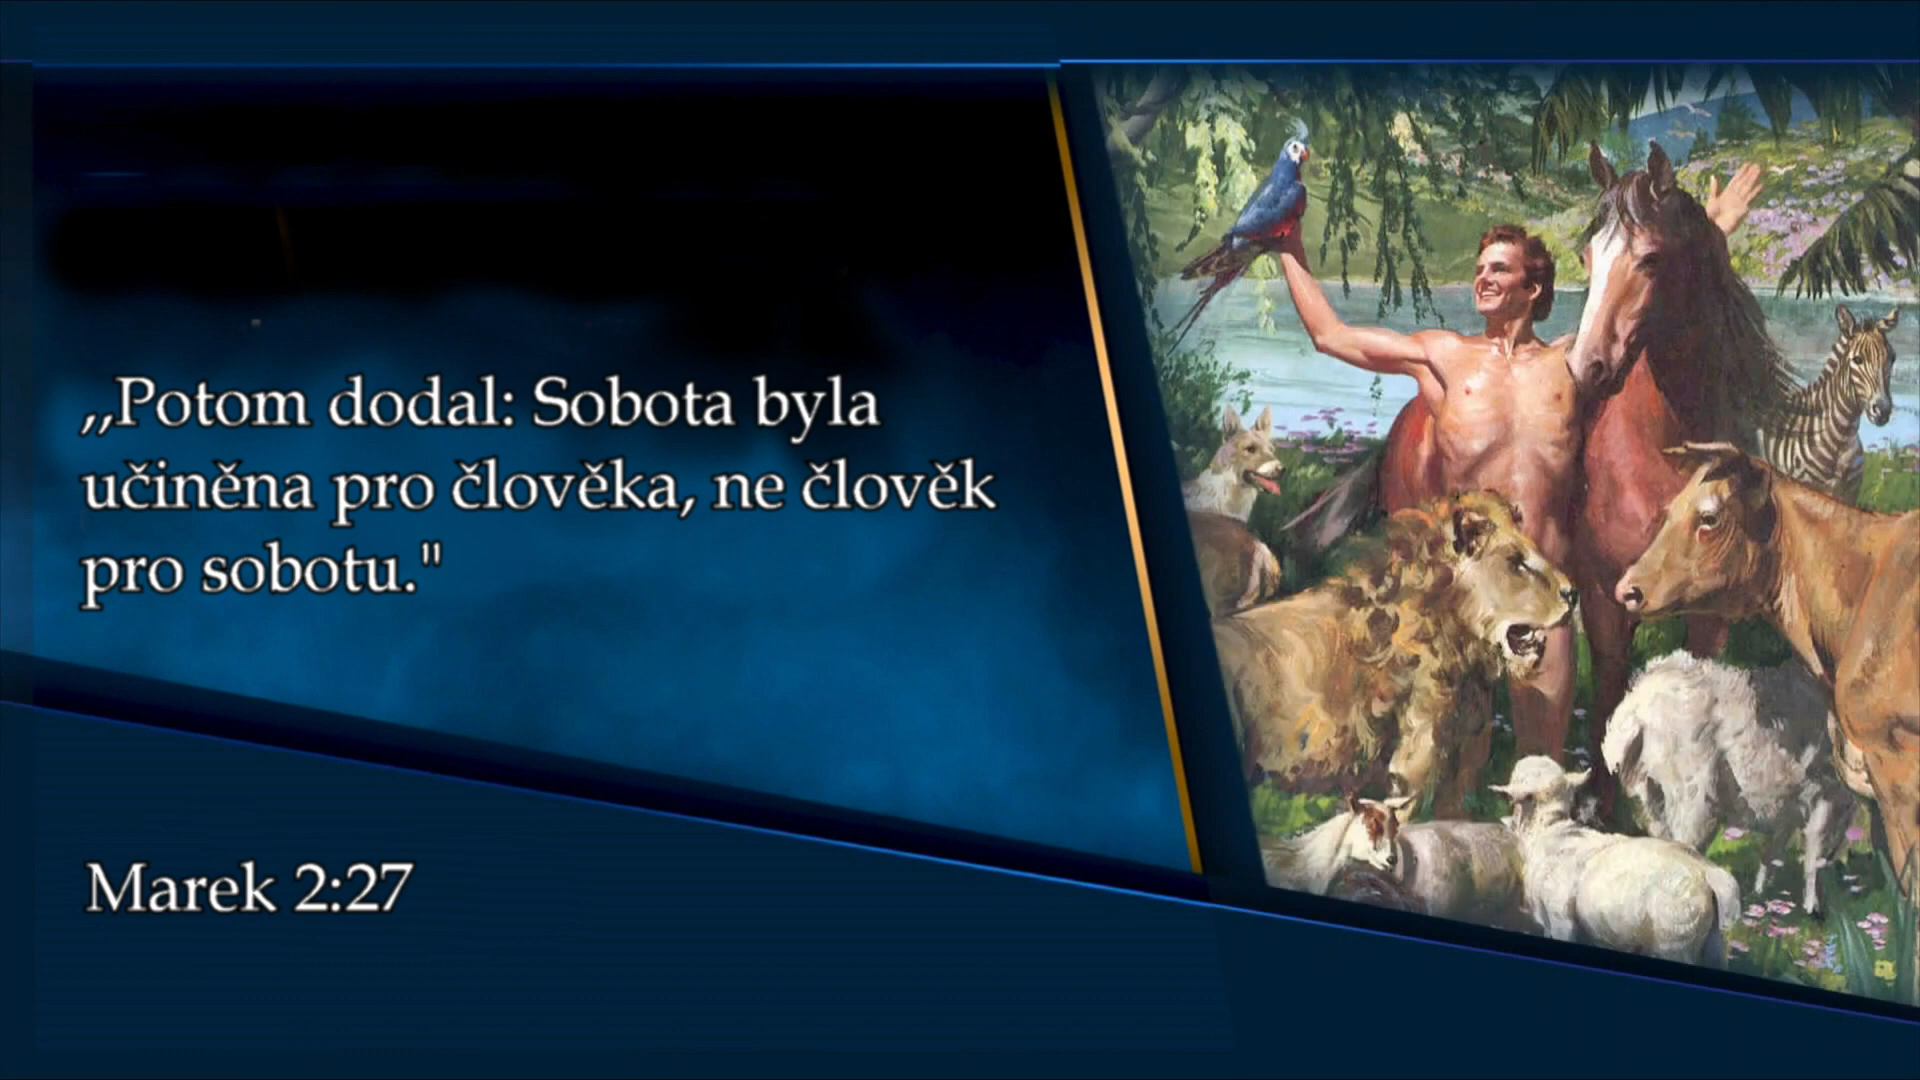 ,,Potom dodal: Sobota byla
učiněna pro člověka, ne člověk
pro sobotu."
Marek 2:27